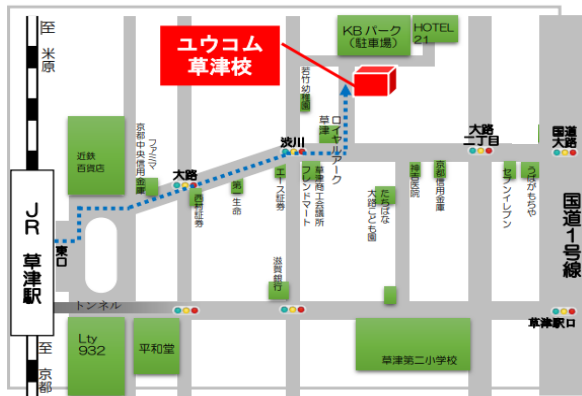 至
米
原
KBパーク
(駐車場)
HOTEL
21
ユウコム
草津校
若竹幼稚園
草津
ロイヤルアーク
渋川
大路
二丁目
国道
大路
近鉄
百貨店
京都中央信用金庫
ファミマ
大路
西村証券
第一生命
エース証券
フレンドマート
草津商工会議所
たちばな
大路こども園
神吉医院
京都信用金庫
セブンイレブン
うばがもちや
国道1号線
JR 草津駅
東口
トンネル
滋賀銀行
草津駅口
至
京
都
Lty
932
平和堂
草津第二小学校